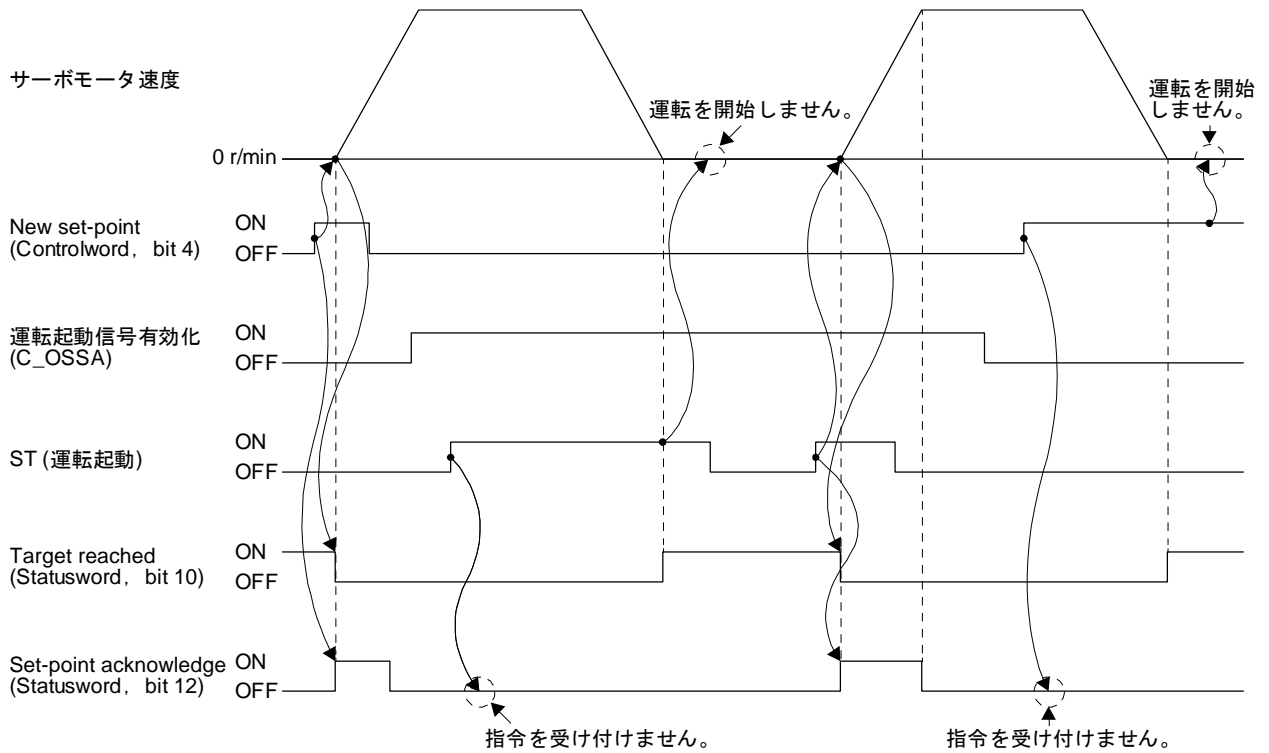 サーボモータ速度
0 r/min
運転を開始しません。
運転を開始
しません。
New set-point
(Controlword, bit 4)
ON
OFF
運転起動信号有効化
(C_OSSA)
ON
OFF
ST (運転起動)
ON
OFF
Target reached
(Statusword, bit 10)
ON
OFF
Set-point acknowledge
(Statusword, bit 12)
ON
OFF
指令を受け付けません。
指令を受け付けません。